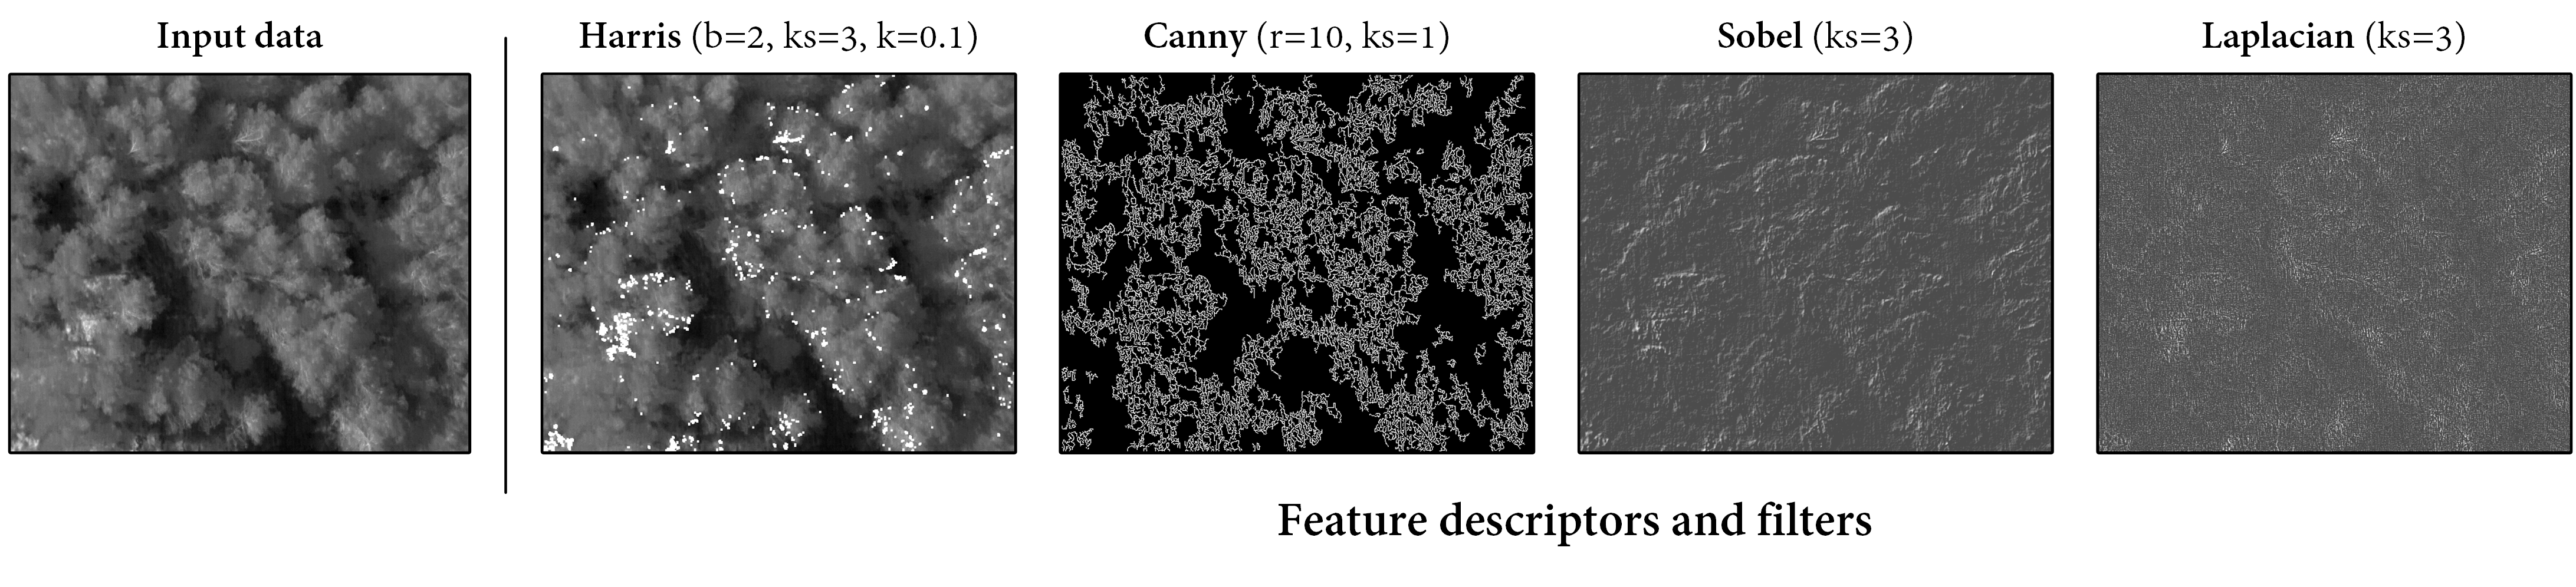 Input data
Harris (b=2, ks=3, k=0.1)
Canny (r=10, ks=1)
Sobel (ks=3)
Laplacian (ks=3)
Feature descriptors and filters